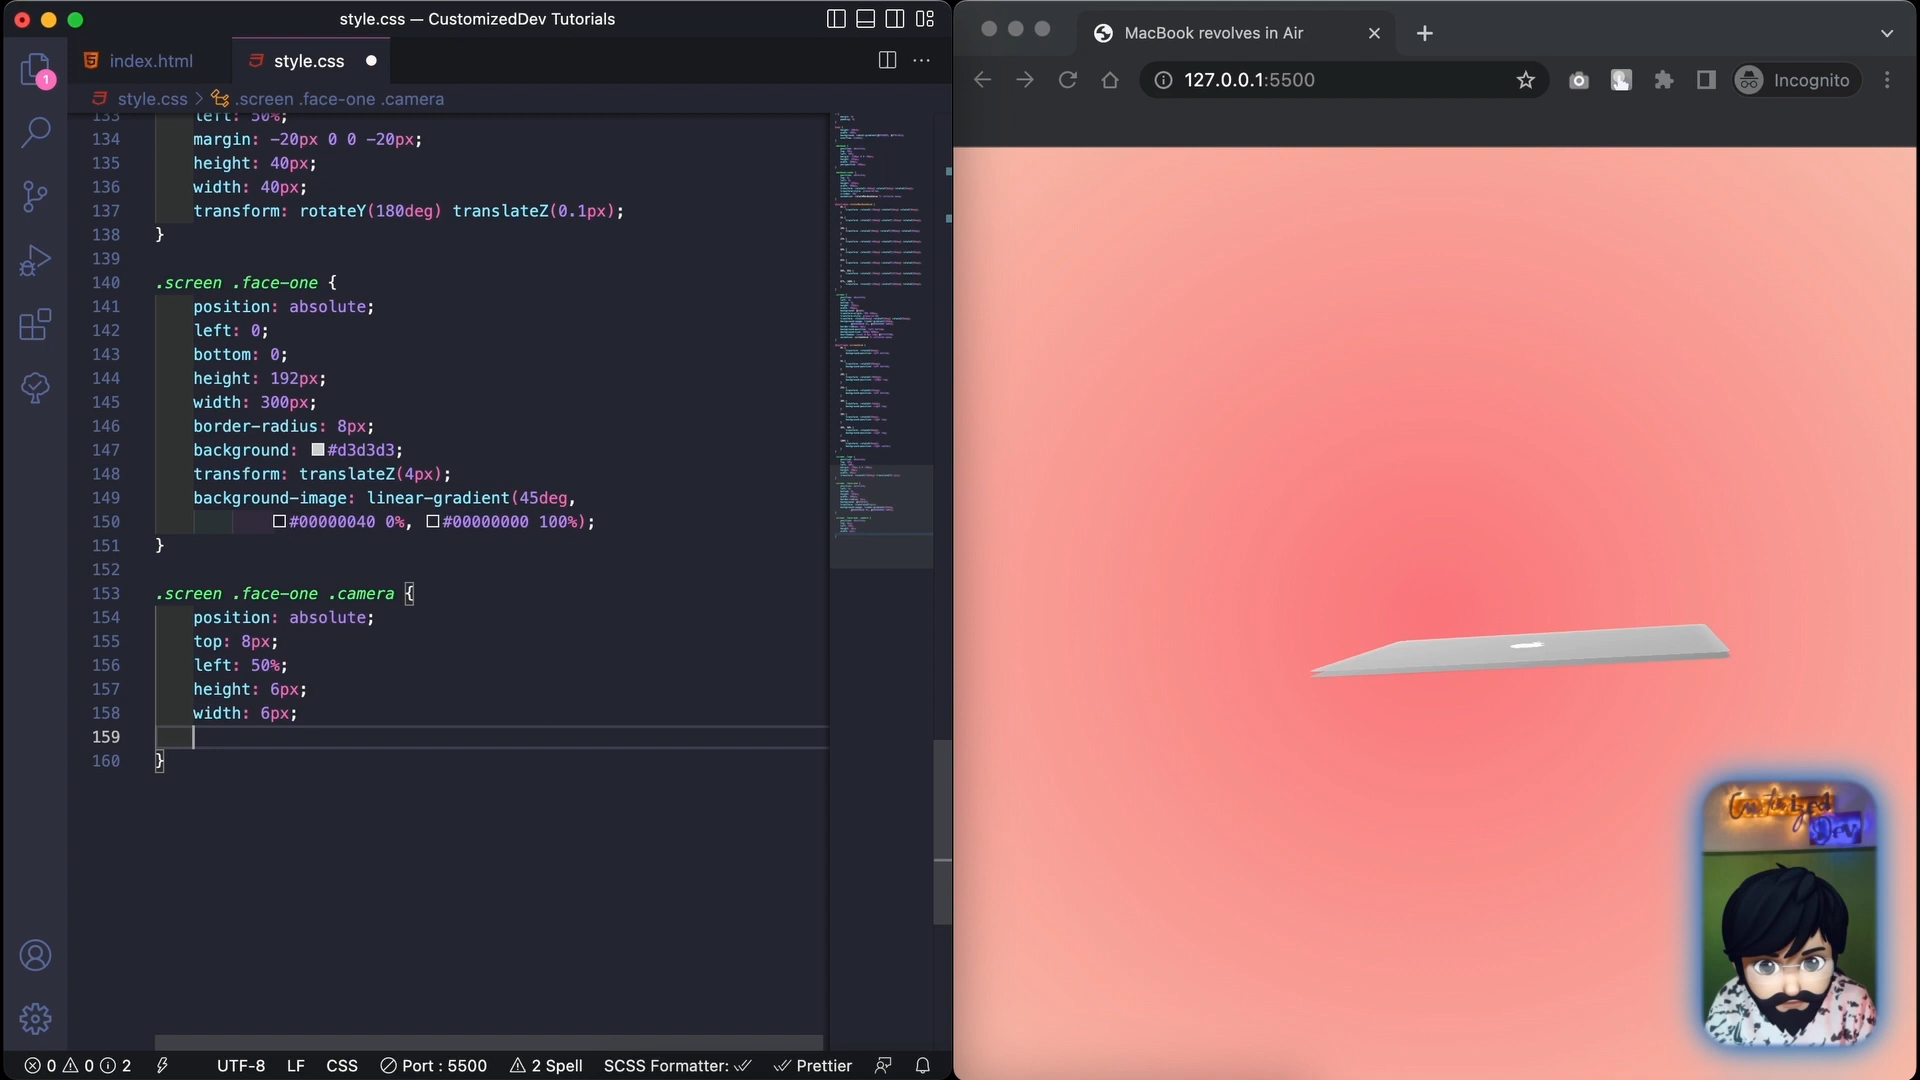 style.css — CustomizedDev Tutorials
index.html
style.css
style.css > .screen .face-one .camera
133 left: 50%;
134 margin: -20px 0 0 -20px;
135 height: 40px;
136 width: 40px;
137 transform: rotateY(180deg) translateZ(0.1px);
138 }
139
140 .screen .face-one {
141 position: absolute;
142 left: 0;
143 bottom: 0;
144 height: 192px;
145 width: 300px;
146 border-radius: 8px;
147 background: #d3d3d3;
148 transform: translateZ(4px);
149 background-image: linear-gradient(45deg,
150 #00000040 0%, #00000000 100%);
151 }
152
153 .screen .face-one .camera {
154 position: absolute;
155 top: 8px;
156 left: 50%;
157 height: 6px;
158 width: 6px;
159
160 }
1
0 0 2 UTF-8 LF CSS Port : 5500 2 Spell SCSS Formatter: Prettier
MacBook revolves in Air
127.0.0.1:5500
Incognito
Customized
Dev